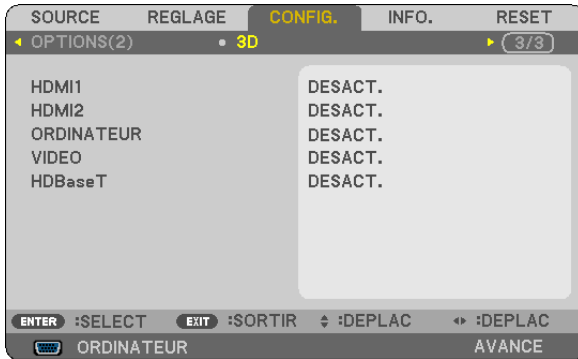 SOURCE REGLAGE CONFIG. INFO. RESET
OPTIONS(2) 3D 3/3
HDMI1 DESACT.
HDMI2 DESACT.
ORDINATEUR DESACT.
VIDEO DESACT.
HDBaseT DESACT.
ENTER :SELECT EXIT :SORTIR :DEPLAC :DEPLAC
ORDINATEUR AVANCE